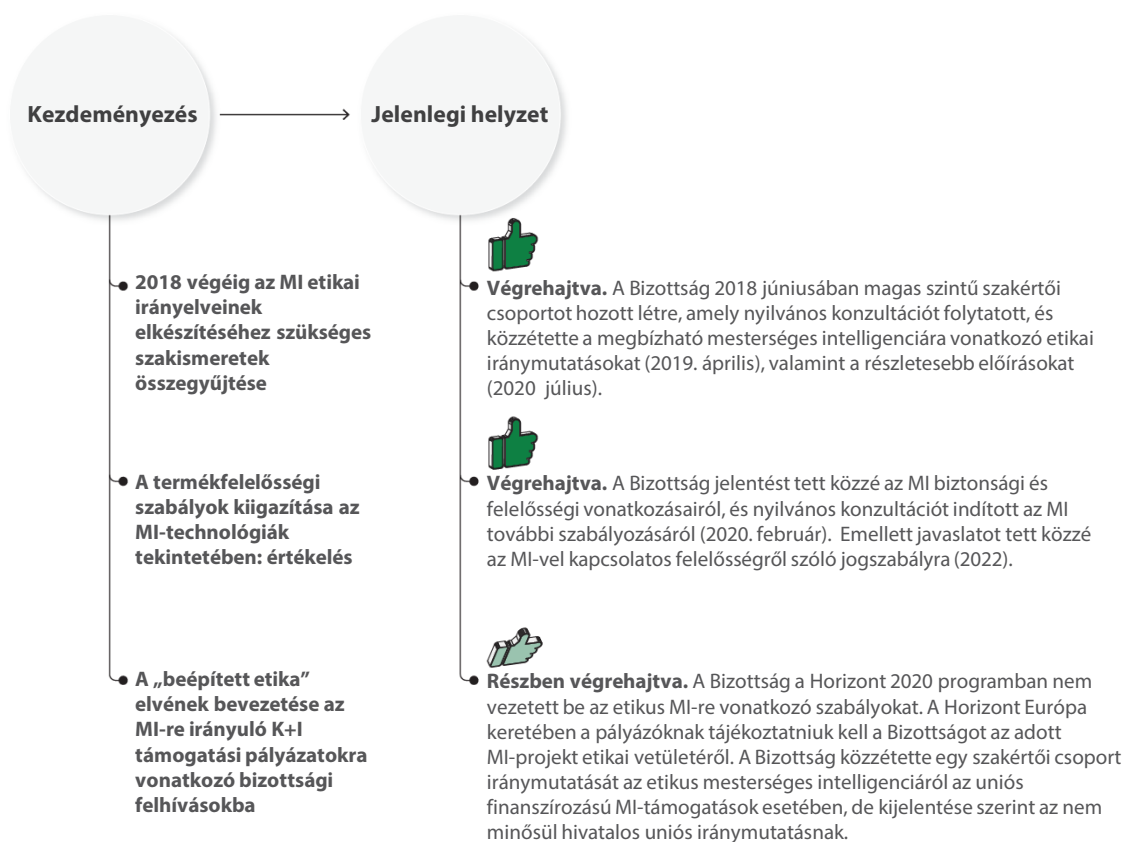 Kezdeményezés
Jelenlegi helyzet
2018 végéig az MI etikai
irányelveinek
elkészítéséhez szükséges
szakismeretek
összegyűjtése
Végrehajtva. A Bizottság 2018 júniusában magas szintű szakértői
csoportot hozott létre, amely nyilvános konzultációt folytatott, és
közzétette a megbízható mesterséges intelligenciára vonatkozó etikai
iránymutatásokat (2019. április), valamint a részletesebb előírásokat
(2020 július).
A termékfelelősségi
szabályok kiigazítása az
MI-technológiák
tekintetében: értékelés
Végrehajtva. A Bizottság jelentést tett közzé az MI biztonsági és
felelősségi vonatkozásairól, és nyilvános konzultációt indított az MI
további szabályozásáról (2020. február). Emellett javaslatot tett közzé
az MI-vel kapcsolatos felelősségről szóló jogszabályra (2022).
A „beépített etika”
elvének bevezetése az
MI-re irányuló K+I
támogatási pályázatokra
vonatkozó bizottsági
felhívásokba
Részben végrehajtva. A Bizottság a Horizont 2020 programban nem
vezetett be az etikus MI-re vonatkozó szabályokat. A Horizont Európa
keretében a pályázóknak tájékoztatniuk kell a Bizottságot az adott
MI-projekt etikai vetületéről. A Bizottság közzétette egy szakértői csoport
iránymutatását az etikus mesterséges intelligenciáról az uniós
finanszírozású MI-támogatások esetében, de kijelentése szerint az nem
minősül hivatalos uniós iránymutatásnak.